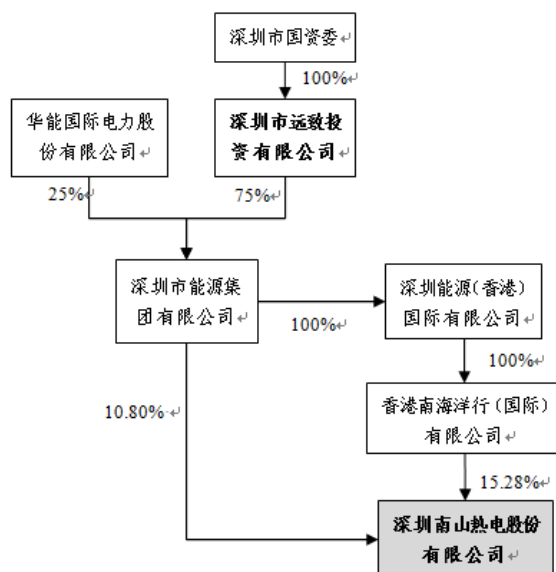 深圳市国资委
100%
华能国际电力股
份有限公司
深圳市远致投
资有限公司
25%
75%
深圳市能源集
团有限公司
深圳能源(香港)
国际有限公司
100%
100%
10.80%
香港南海洋行(国际)
有限公司
15.28%
深圳南山热电股份
有限公司